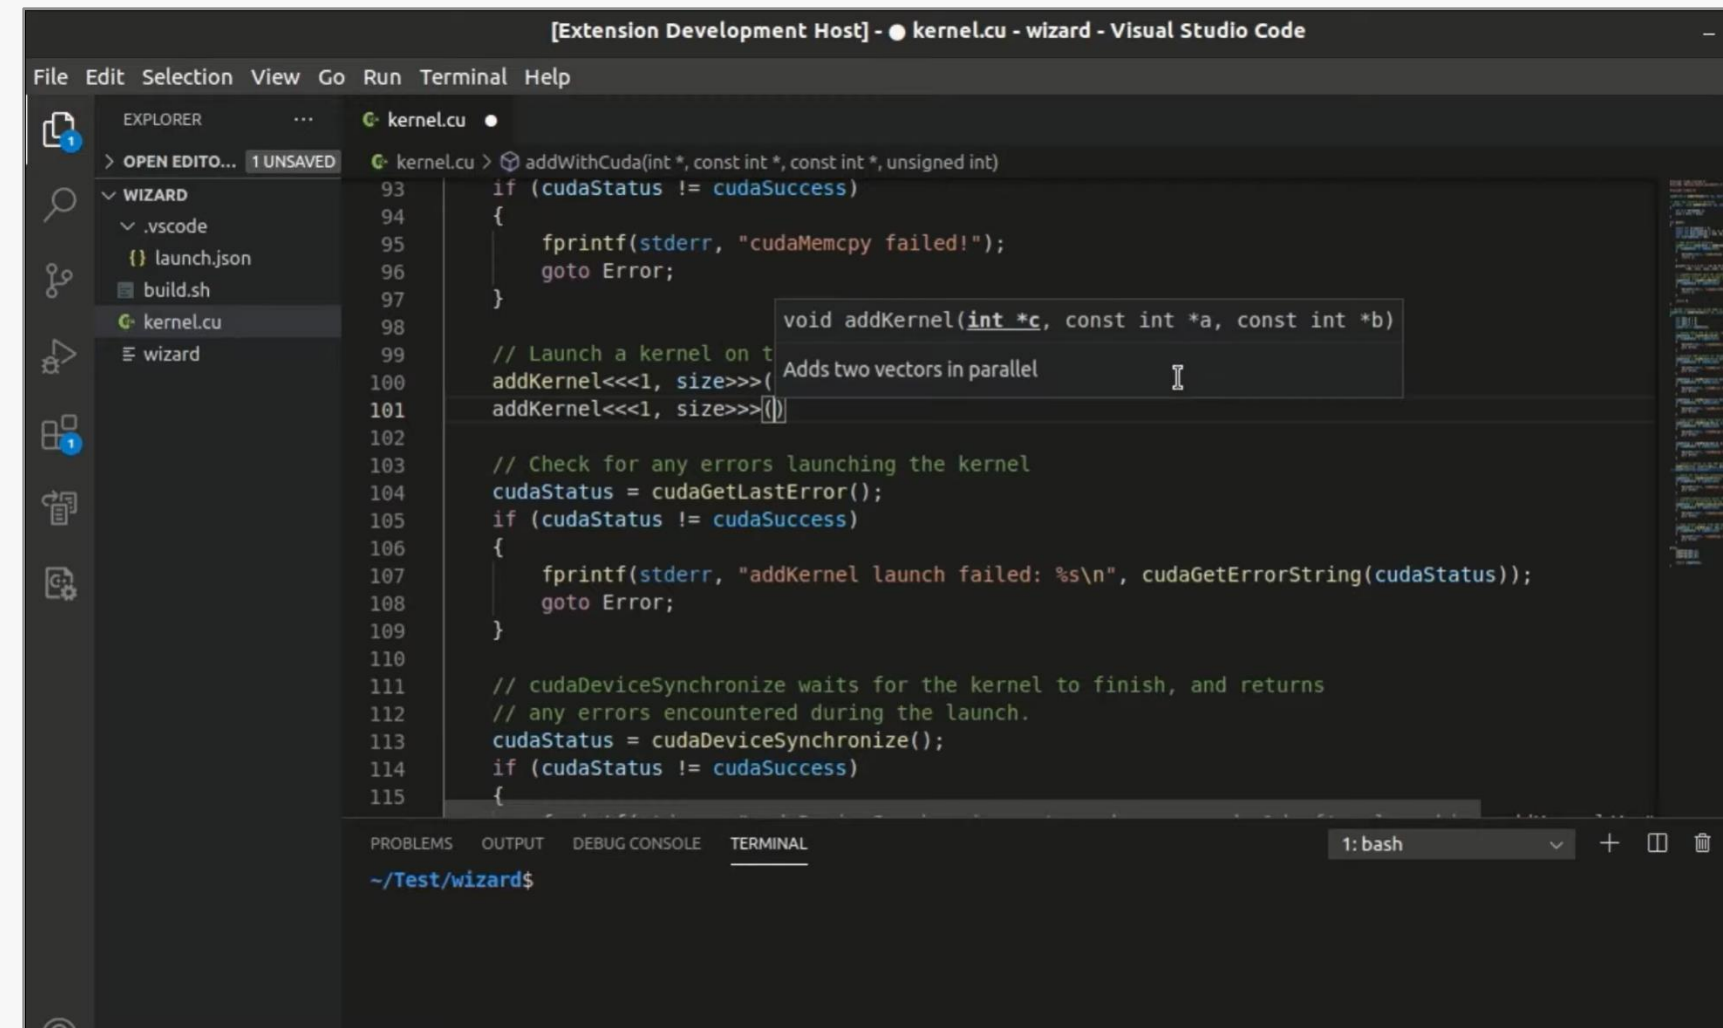 [Extension Development Host] - ● kernel.cu - wizard - Visual Studio Code
File Edit Selection View Go Run Terminal Help
EXPLORER ···
kernel.cu ●
1
OPEN EDITO... 1 UNSAVED
kernel.cu > addWithCuda(int *, const int *, const int *, unsigned int)
WIZARD
.vscode
{} launch.json
build.sh
kernel.cu
wizard
1
93 if (cudaStatus != cudaSuccess)
94 {
95 fprintf(stderr, "cudaMemcpy failed!");
96 goto Error;
97 }
98
void addKernel(int *c, const int *a, const int *b)
Adds two vectors in parallel
99 // Launch a kernel on t
100 addKernel<<<1, size>>>(
101 addKernel<<<1, size>>>()
102
103 // Check for any errors launching the kernel
104 cudaStatus = cudaGetLastError();
105 if (cudaStatus != cudaSuccess)
106 {
107 fprintf(stderr, "addKernel launch failed: %s\n", cudaGetErrorString(cudaStatus));
108 goto Error;
109 }
110
111 // cudaDeviceSynchronize waits for the kernel to finish, and returns
112 // any errors encountered during the launch.
113 cudaStatus = cudaDeviceSynchronize();
114 if (cudaStatus != cudaSuccess)
115 {
PROBLEMS OUTPUT DEBUG CONSOLE TERMINAL 1: bash
~/Test/wizard$